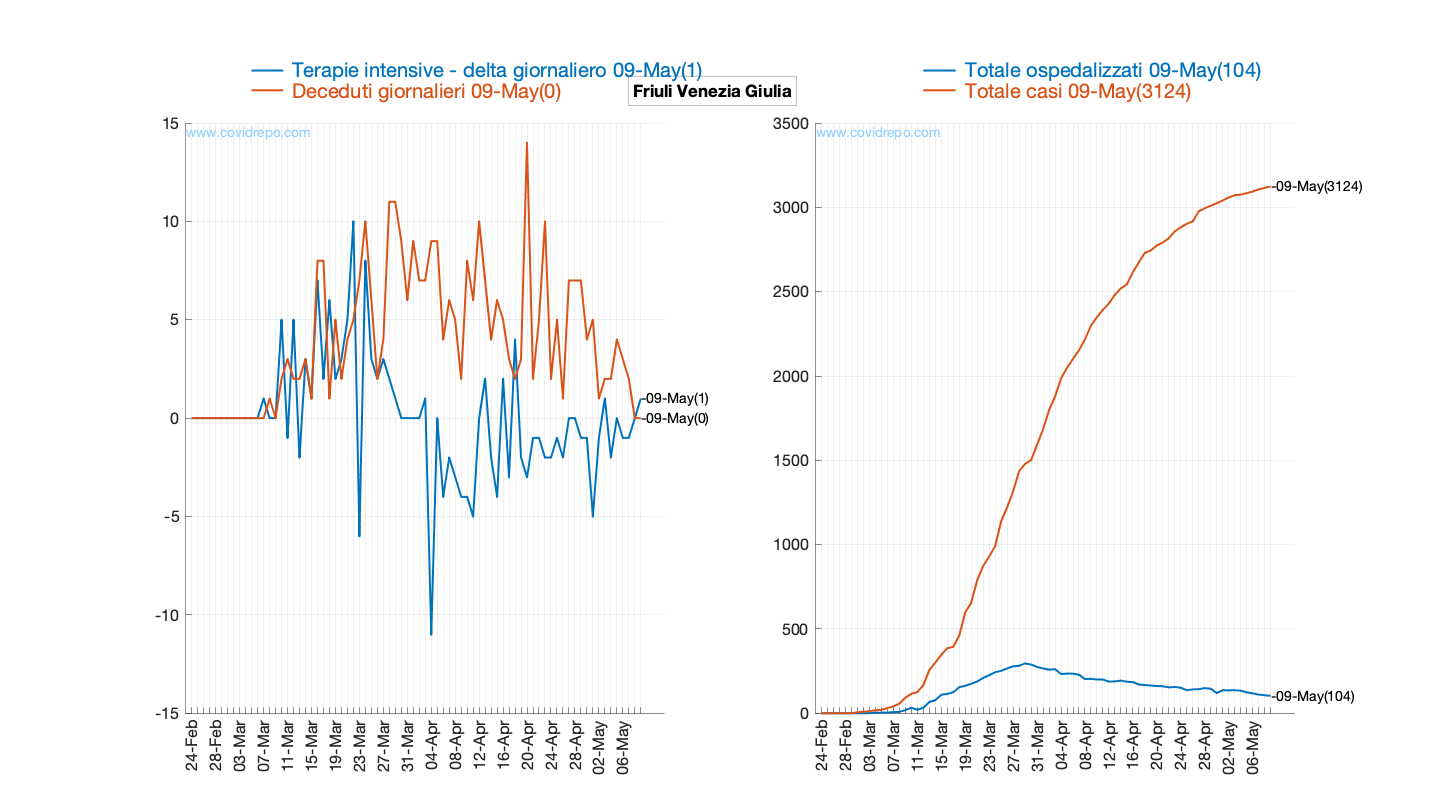 Terapie intensive - delta giornaliero 09-May(1)
Deceduti giornalieri 09-May(0)
Friuli Venezia Giulia
Totale ospedalizzati 09-May(104)
Totale casi 09-May(3124)
www.covidrepo.com
15
10
5
0
-5
-10
-15
-09-May(1)
-09-May(0)
24-Feb
28-Feb
03-Mar
07-Mar
11-Mar
15-Mar
19-Mar
23-Mar
27-Mar
31-Mar
04-Apr
08-Apr
12-Apr
16-Apr
20-Apr
24-Apr
28-Apr
02-May
06-May
www.covidrepo.com
3500
3000
2500
2000
1500
1000
500
0
-09-May(3124)
-09-May(104)
24-Feb
28-Feb
03-Mar
07-Mar
11-Mar
15-Mar
19-Mar
23-Mar
27-Mar
31-Mar
04-Apr
08-Apr
12-Apr
16-Apr
20-Apr
24-Apr
28-Apr
02-May
06-May